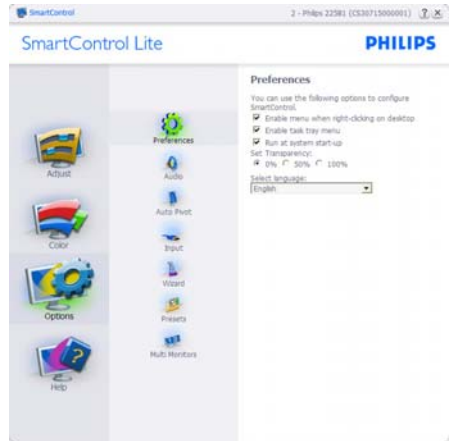 SmartControl
2 - Philips 225B1 (CS30715000001)
SmartControl Lite
PHILIPS
Adjust
Color
Options
Help
Preferences
Audio
Auto Pivot
Input
Wizard
Presets
Multi Monitors
Preferences
You can use the following options to configure
SmartControl.
Enable menu when right-clicking on desktop
Enable task tray menu
Run at system start-up
Set Transparency:
0% 50% 100%
Select language:
English